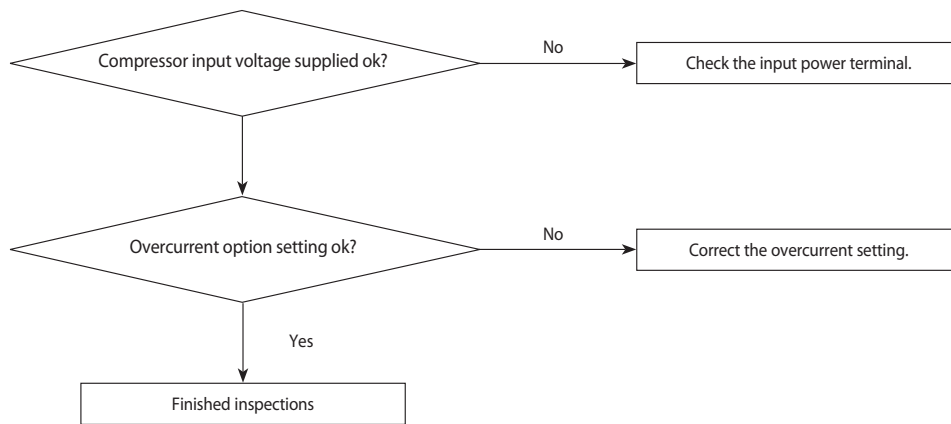 Compressor input voltage supplied ok?
No
Check the input power terminal.
Overcurrent option setting ok?
No
Correct the overcurrent setting.
Yes
Finished inspections